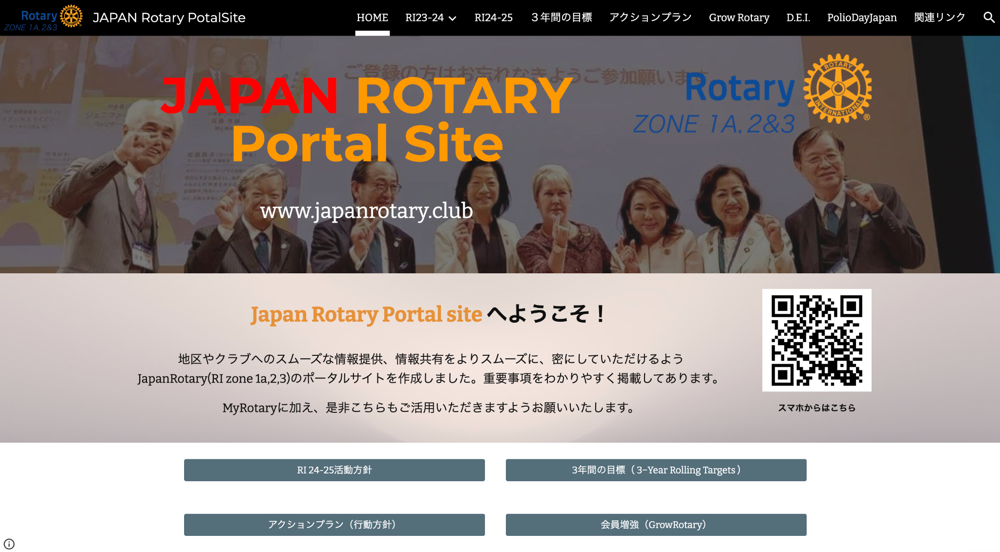 Rotary
ZONE 1A, 2&3
JAPAN Rotary PotalSite
HOME
RI23-24
RI24-25
３年間の目標
アクションプラン
Grow Rotary
D.E.I.
PolioDayJapan
関連リンク
ご登録の方はお忘れなきようご参加願います。
JAPAN ROTARY
Portal Site
www.japanrotary.club
Rotary
ROTARY
INTERNATIONAL
ZONE 1A, 2&3
Japan Rotary Portal site へようこそ！
地区やクラブへのスムーズな情報提供、情報共有をよりスムーズに、密にしていただけるよう
JapanRotary(RI zone 1a,2,3)のポータルサイトを作成しました。重要事項をわかりやすく掲載してあります。
MyRotaryに加え、是非こちらもご活用いただきますようお願いいたします。
スマホからはこちら
RI 24-25活動方針
3年間の目標（ 3−Year Rolling Targets ）
アクションプラン（行動方針）
会員増強（GrowRotary）